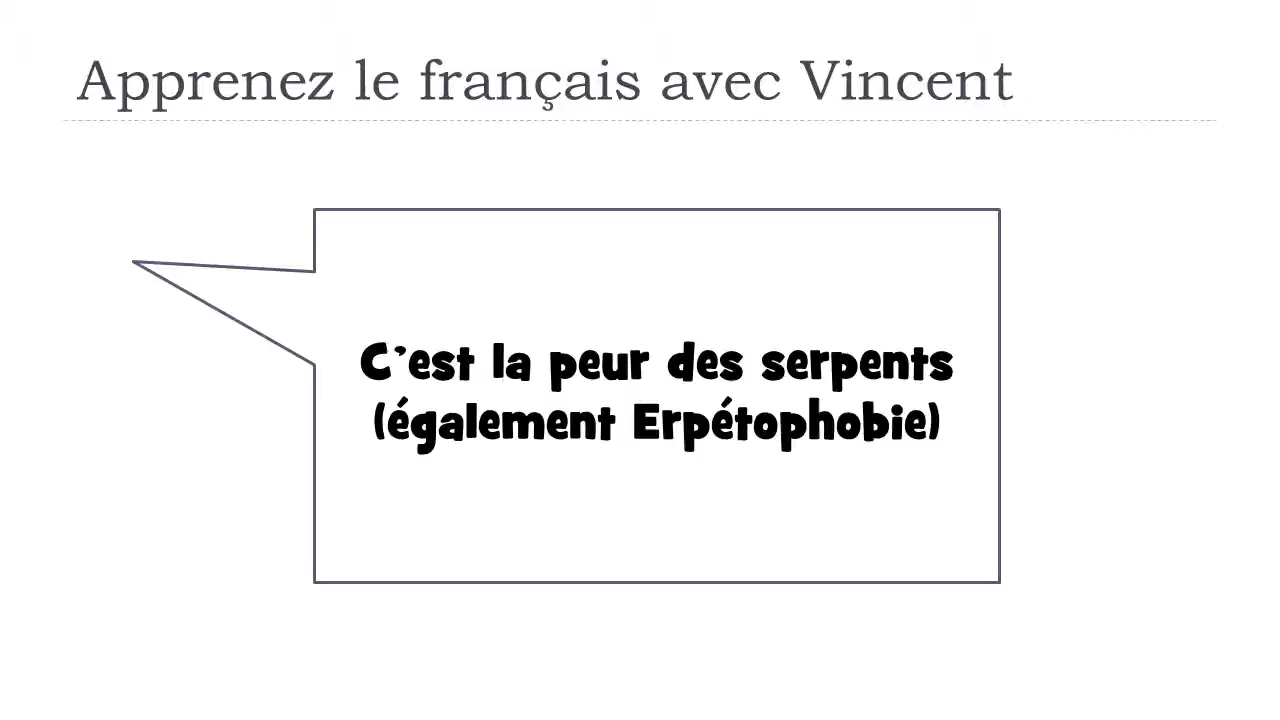 Apprenez le français avec Vincent
C’est la peur des serpents
(également Erpétophobie)